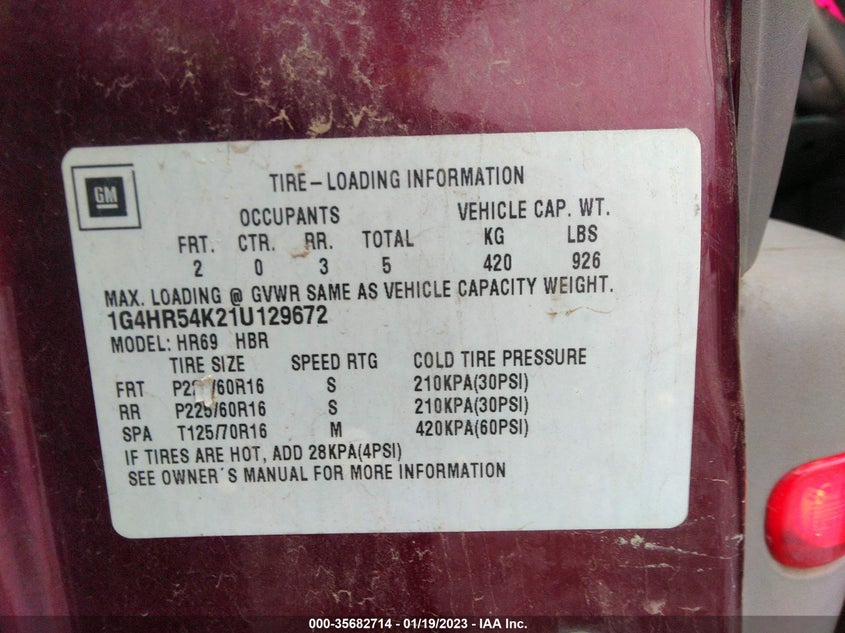 GM
TIRE-LOADING INFORMATION
OCCUPANTS VEHICLE CAP. WT.
FRT. CTR. RR. TOTAL KG LBS
2 0 3 5 420 926
MAX. LOADING @ GVWR SAME AS VEHICLE CAPACITY WEIGHT.
1G4HR54K21U129672
MODEL: HR69 HBR
TIRE SIZE SPEED RTG COLD TIRE PRESSURE
FRT S 210KPA(30PSI)
RR P225/60R16 S 210KPA(30PSI)
SPA T125/70R16 M 420KPA(60PSI)
IF TIRES ARE HOT, ADD 28KPA(4PSI)
SEE OWNER´S MANUAL FOR MORE INFORMATION
000-35682714 - 01/19/2023 - IAA Inc.